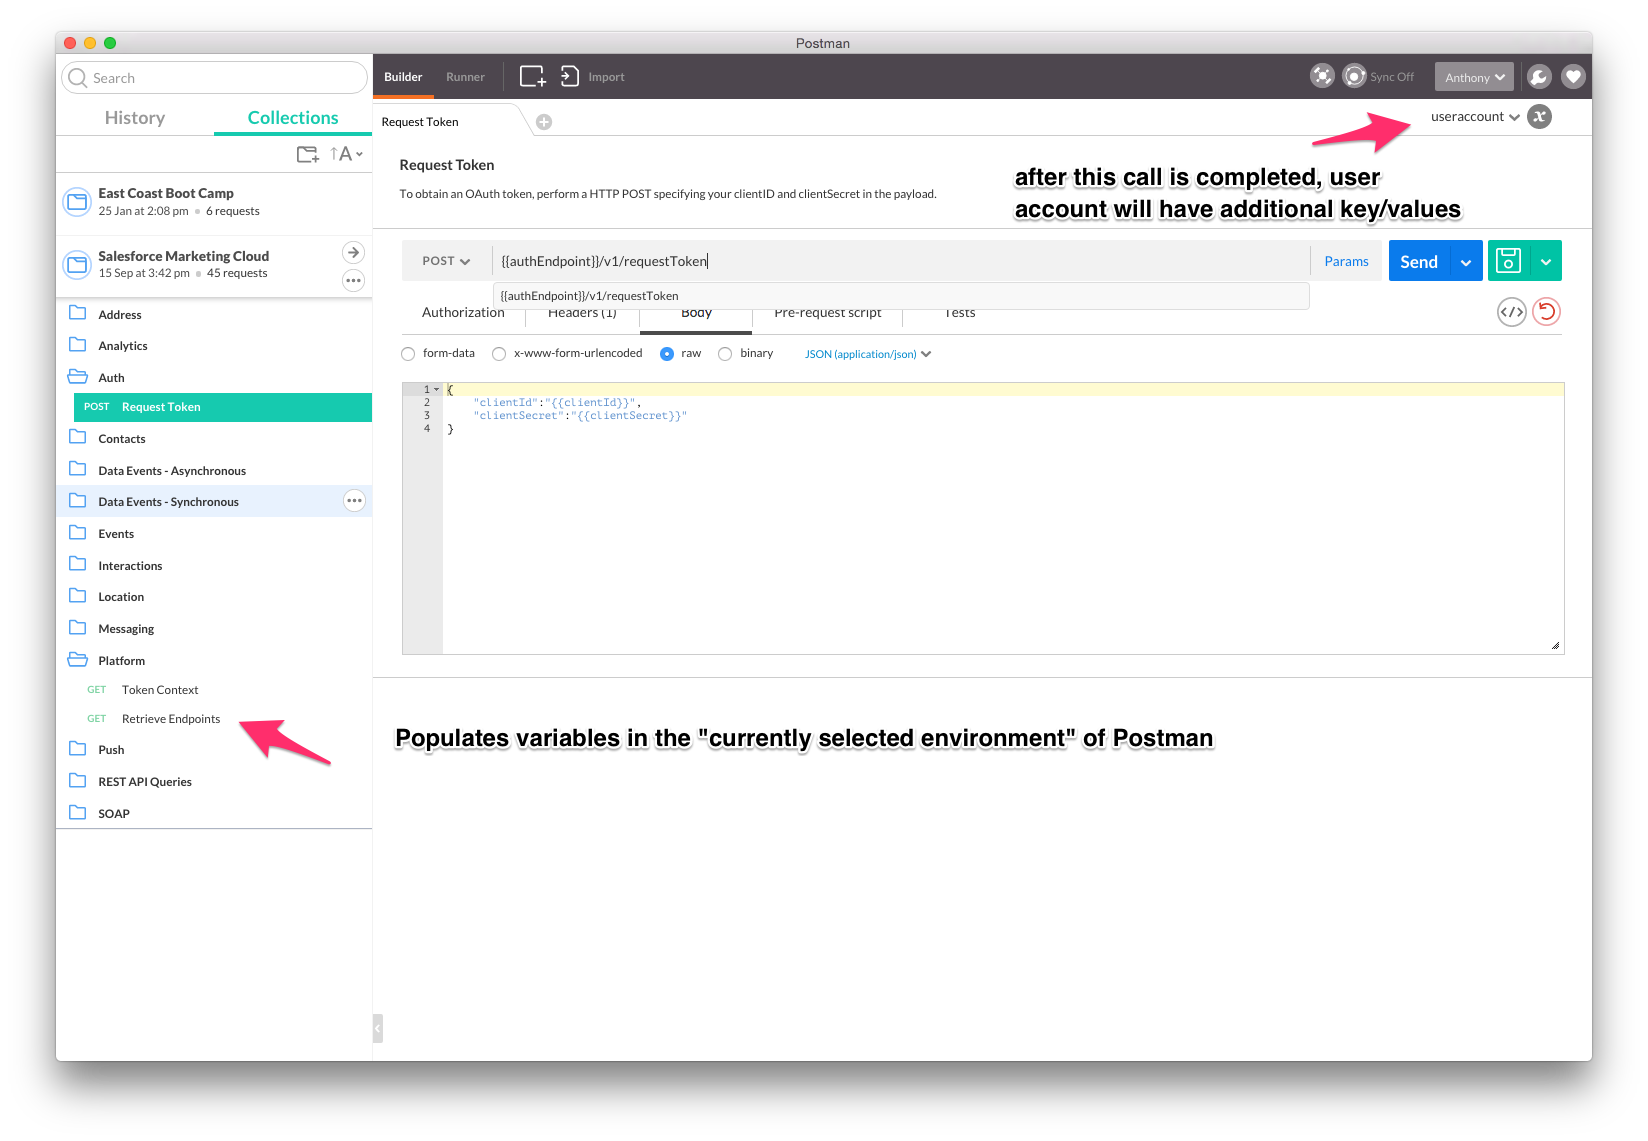 Postman
Search
Builder
Runner
Import
Sync Off
Anthony
History
Collections
Request Token
useraccount
x
↑A
Request Token
To obtain an OAuth token, perform a HTTP POST specifying your clientID and clientSecret in the payload.
after this call is completed, user
account will have additional key/values
East Coast Boot Camp
25 Jan at 2:08 pm • 6 requests
Salesforce Marketing Cloud
15 Sep at 3:42 pm • 45 requests
POST
{{authEndpoint}}/v1/requestToken
Params
Send
{{authEndpoint}}/v1/requestToken
Authorization
Headers (1)
Body
Pre-request script
Tests
form-data
x-www-form-urlencoded
raw
binary
JSON (application/json)
1 {
2 "clientId":"{{clientId}}",
3 "clientSecret":"{{clientSecret}}"
4 }
Address
Analytics
Auth
POST Request Token
Contacts
Data Events - Asynchronous
Data Events - Synchronous
Events
Interactions
Location
Messaging
Platform
GET Token Context
GET Retrieve Endpoints
Push
REST API Queries
SOAP
Populates variables in the "currently selected environment" of Postman